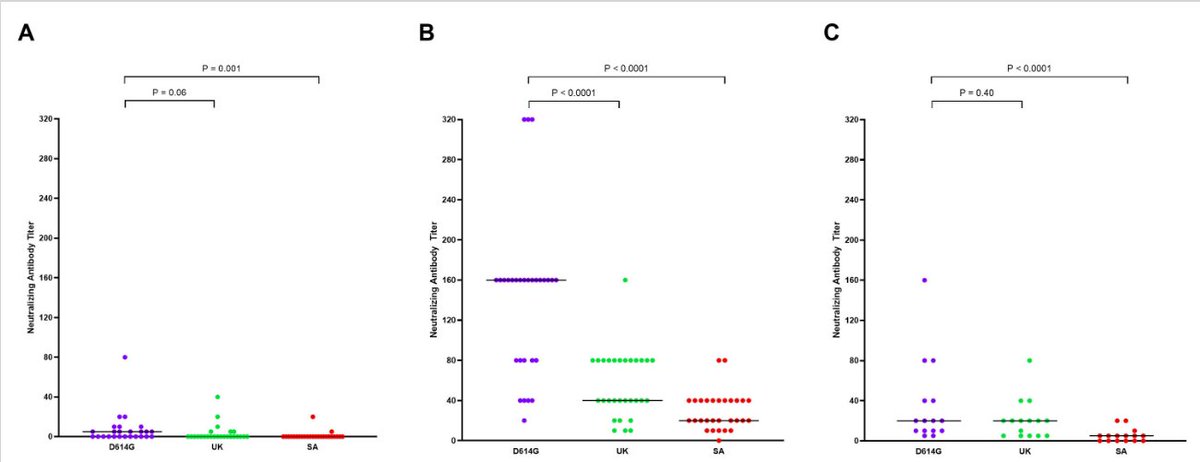 A
P = 0.001
P = 0.06
320
280
240
200
160
120
80
40
0
Neutralizing Antibody Titer
D614G UK SA
B
P < 0.0001
P < 0.0001
320
280
240
200
160
120
80
40
0
Neutralizing Antibody Titer
D614G UK SA
C
P < 0.0001
P = 0.40
320
280
240
200
160
120
80
40
0
Neutralizing Antibody Titer
D614G UK SA